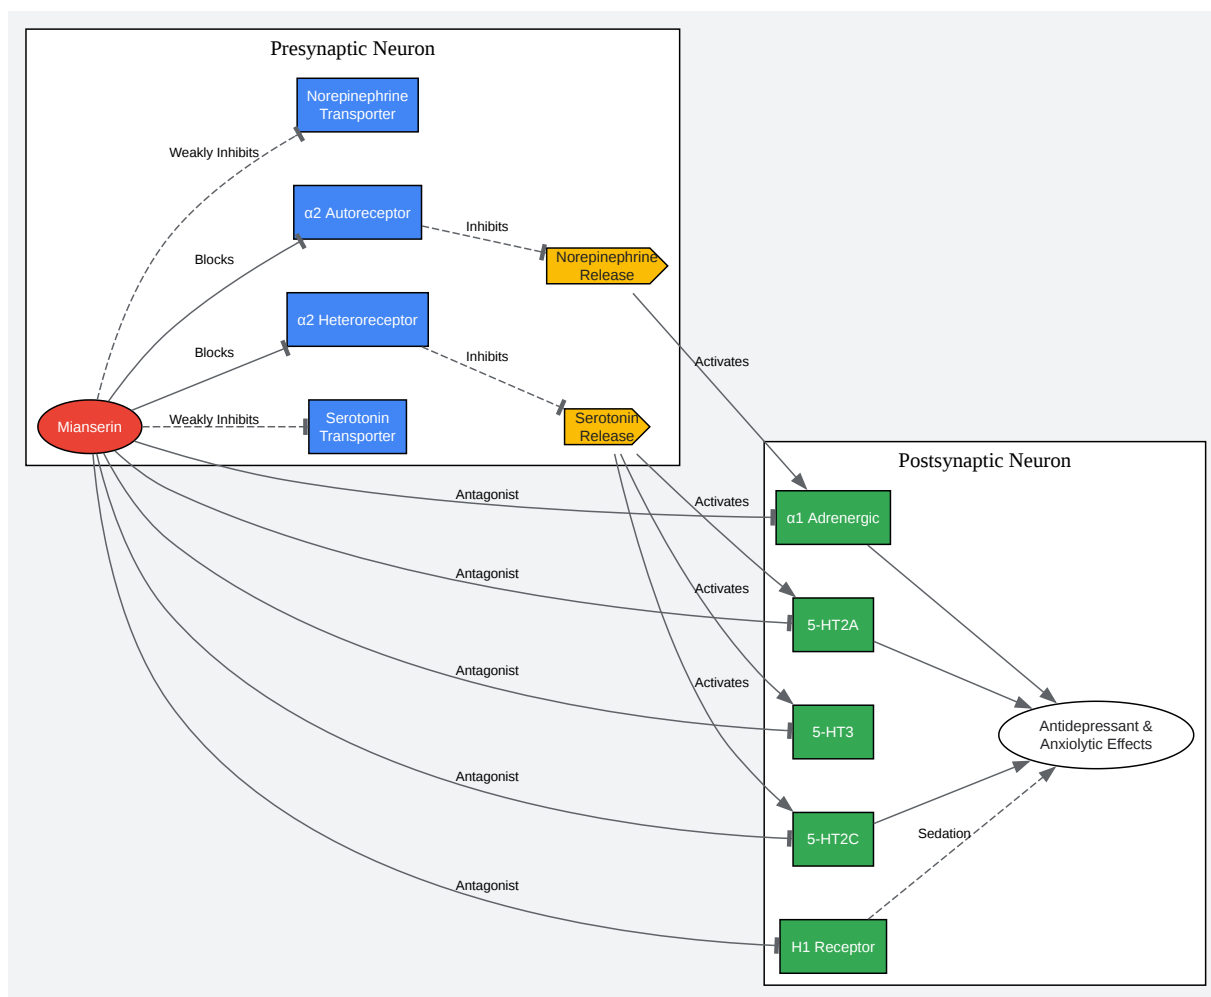 Presynaptic Neuron
Norepinephrine
Transporter
Weakly Inhibits
α2 Autoreceptor
Inhibits
Blocks
Norepinephrine
Release
α2 Heteroreceptor
Blocks
Inhibits
Activates
Mianserin
Weakly Inhibits
Serotonin
Transporter
Serotonin
Release
Postsynaptic Neuron
Antagonist
Activates
α1 Adrenergic
Antagonist
Activates
5-HT2A
Antagonist
Activates
5-HT3
Antidepressant &
Anxiolytic Effects
Antagonist
5-HT2C
Sedation
Antagonist
H1 Receptor